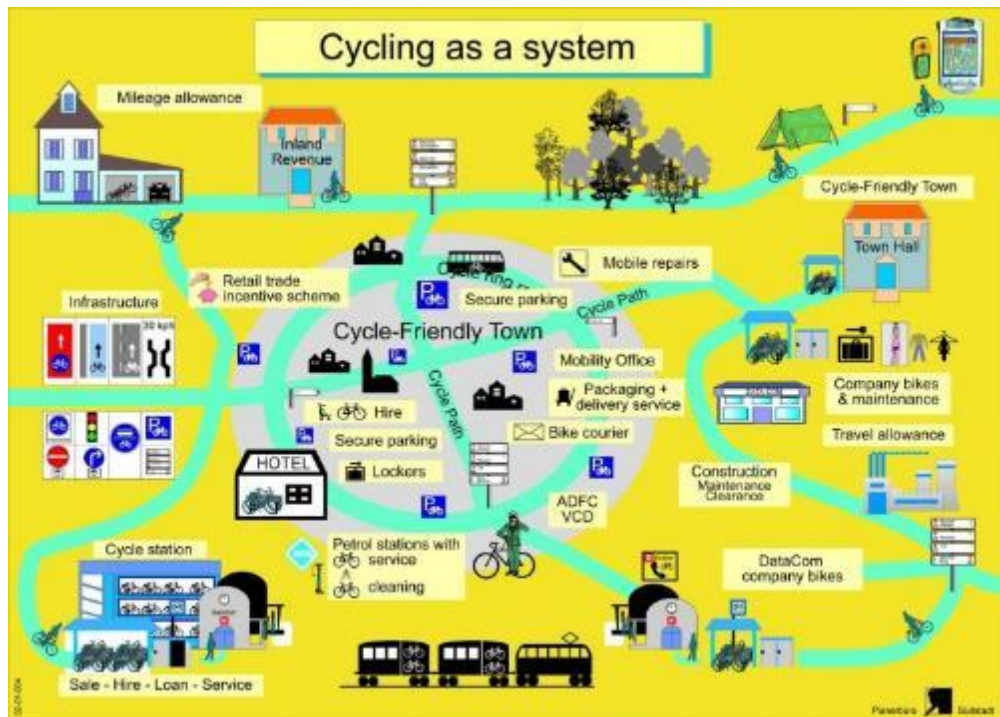 Cycling as a system
Mileage allowance
Inland
Revenue
Cycle-Friendly Town
Town Hall
Retail trade
incentive scheme
Mobile repairs
Cycle ring
Cycle Path
Secure parking
Infrastructure
30 kph
Cycle-Friendly Town
Mobility Office
Cycle Path
Packaging +
delivery service
Company bikes
& maintenance
Hire
Secure parking
Bike courier
Travel allowance
HOTEL
Lockers
Construction
Maintenance
Clearance
ADFC
VCD
Cycle station
Petrol stations with
service
cleaning
DataCom
company bikes
Sale - Hire - Loan - Service